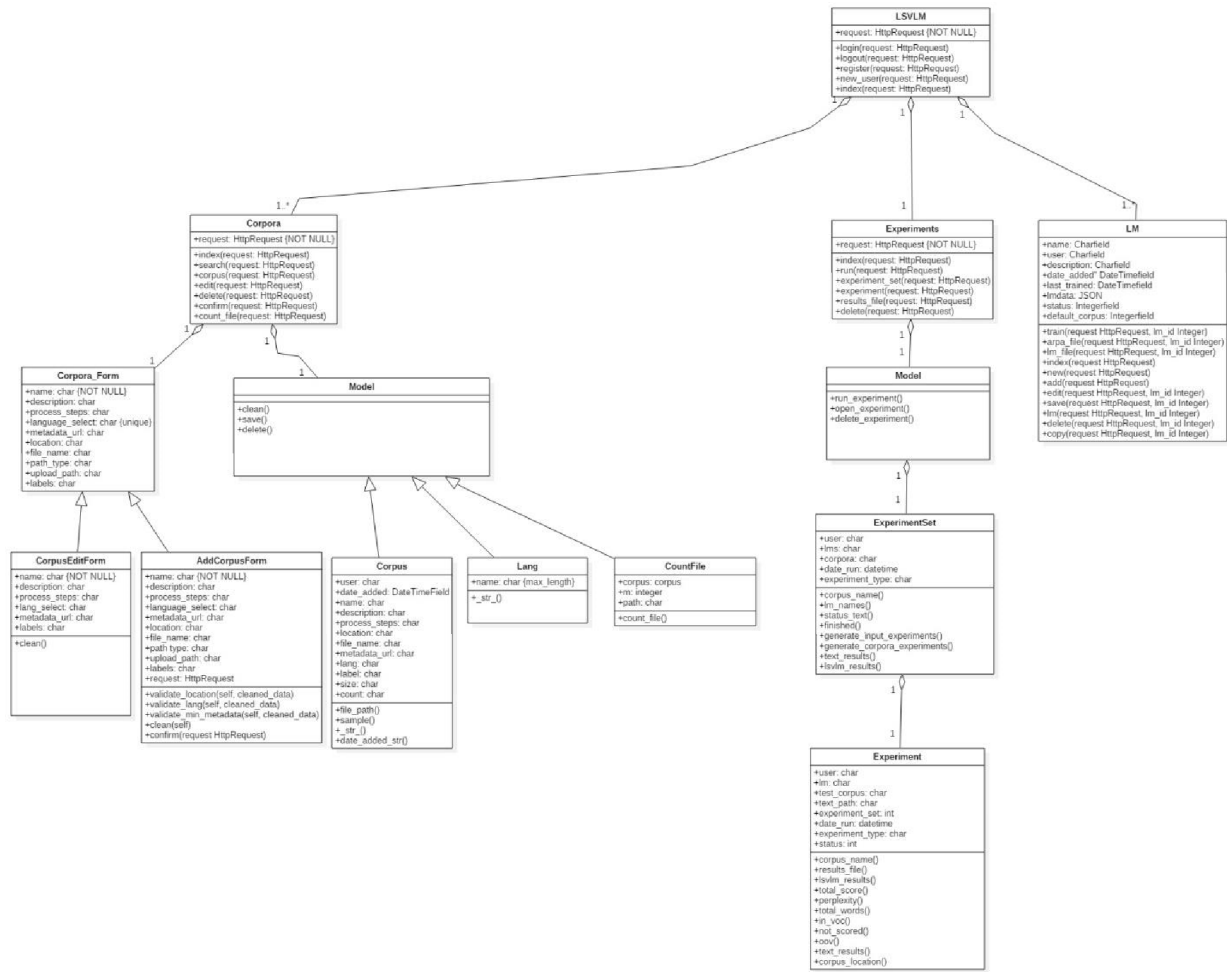 LSVLM
+request: HttpRequest {NOT NULL}
+login(request: HttpRequest)
+logout(request: HttpRequest)
+register(request: HttpRequest)
+new_user(request: HttpRequest)
+index(request: HttpRequest)
1
1
1
1..*
1
1..*
Corpora
+request: HttpRequest {NOT NULL}
+index(request: HttpRequest)
+search(request: HttpRequest)
+corpus(request: HttpRequest)
+edit(request: HttpRequest)
+delete(request: HttpRequest)
+confirm(request: HttpRequest)
+count_file(request: HttpRequest)
1
1
1
1
Experiments
+request: HttpRequest {NOT NULL}
+index(request: HttpRequest)
+run(request: HttpRequest)
+experiment_set(request: HttpRequest)
+experiment(request: HttpRequest)
+results_file(request: HttpRequest)
+delete(request: HttpRequest)
1
1
LM
+name: Charfield
+user: Charfield
+description: Charfield
+date_added" DateTimefield
+last_trained: DateTimefield
+lmdata: JSON
+status: Integerfield
+default_corpus: Integerfield
+train(request HttpRequest, lm_id Integer)
+arpa_file(request HttpRequest, lm_id Integer)
+lm_file(request HttpRequest, lm_id Integer)
+index(request HttpRequest)
+new(request HttpRequest)
+add(request HttpRequest)
+edit(request HttpRequest, lm_id Integer)
+save(request HttpRequest, lm_id Integer)
+lm(request HttpRequest, lm_id Integer)
+delete(request HttpRequest, lm_id Integer)
+copy(request HttpRequest, lm_id Integer)
Corpora_Form
+name: char {NOT NULL}
+description: char
+process_steps: char
+language_select: char {unique}
+metadata_url: char
+location: char
+file_name: char
+path_type: char
+upload_path: char
+labels: char
Model
+clean()
+save()
+delete()
Model
+run_experiment()
+open_experiment()
+delete_experiment()
1
1
CorpusEditForm
+name: char {NOT NULL}
+description: char
+process_steps: char
+lang_select: char
+metadata_url: char
+labels: char
+clean()
AddCorpusForm
+name: char {NOT NULL}
+description: char
+process_steps: char
+language_select: char
+metadata_url: char
+location: char
+file_name: char
+path type: char
+upload_path: char
+labels: char
+request: HttpRequest
+validate_location(self, cleaned_data)
+validate_lang(self, cleaned_data)
+validate_min_metadata(self, cleaned_data)
+clean(self)
+confirm(request HttpRequest)
Corpus
+user: char
+date_added: DateTimeField
+name: char
+description: char
+process_steps: char
+location: char
+file_name: char
+metadata_url: char
+lang: char
+label: char
+size: char
+count: char
+file_path()
+sample()
+_str_()
+date_added_str()
Lang
+name: char {max_length}
+_str_()
CountFile
+corpus: corpus
+m: integer
+path: char
+count_file()
ExperimentSet
+user: char
+lms: char
+corpora: char
+date_run: datetime
+experiment_type: char
+corpus_name()
+lm_names()
+status_text()
+finished()
+generate_input_experiments()
+generate_corpora_experiments()
+text_results()
+lsvlm_results()
1
1
Experiment
+user: char
+lm: char
+test_corpus: char
+text_path: char
+experiment_set: int
+date_run: datetime
+experiment_type: char
+status: int
+corpus_name()
+results_file()
+lsvlm_results()
+total_score()
+perplexity()
+total_words()
+in_voc()
+not_scored()
+oov()
+text_results()
+corpus_location()